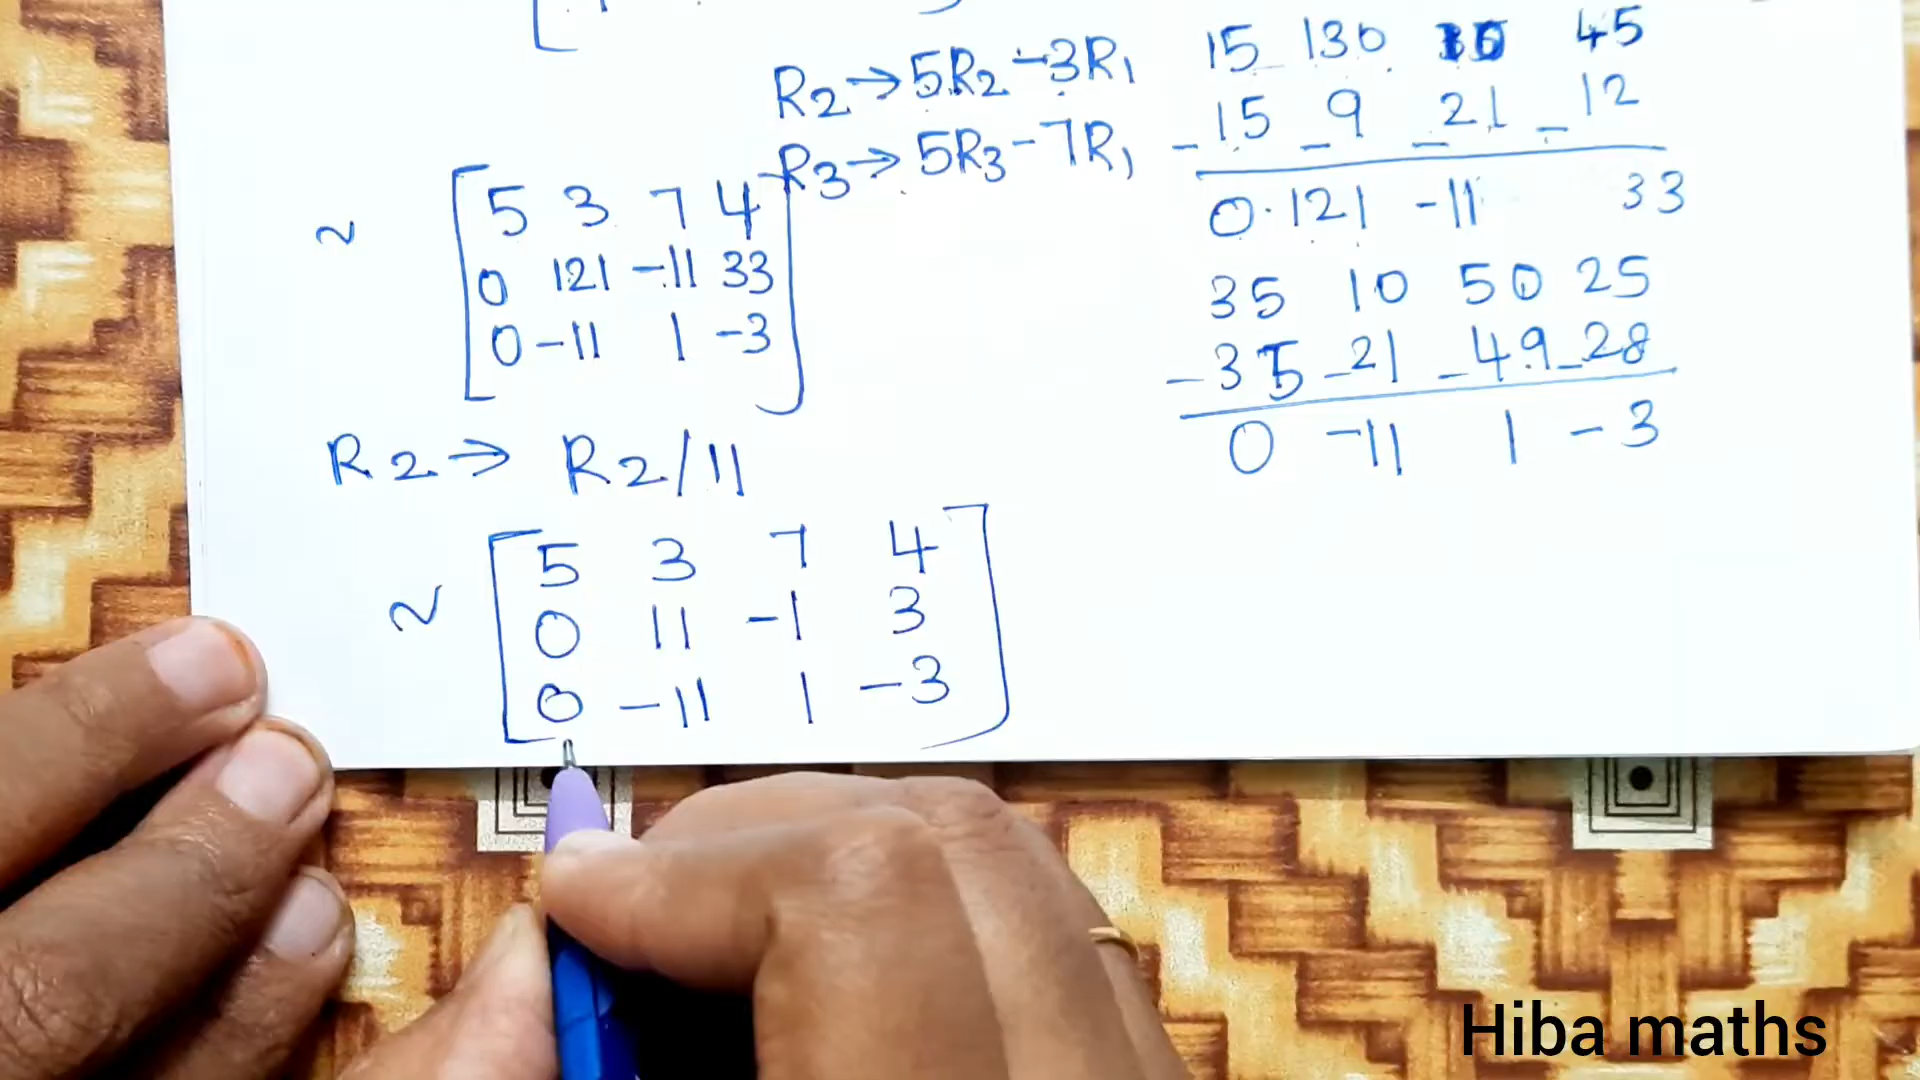 R2 → 5R2 - 3R1
R3 → 5R3 - 7R1
~ [5 3 7 4
0 121 -11 33
0 -11 1 -3]
R2 → R2/11
~ [5 3 7 4
0 11 -1 3
0 -11 1 -3]
15 130 10 45
-15 -9 -21 -12
0 121 -11 33
35 10 50 25
-35 -21 -49 -28
0 -11 1 -3
Hiba maths